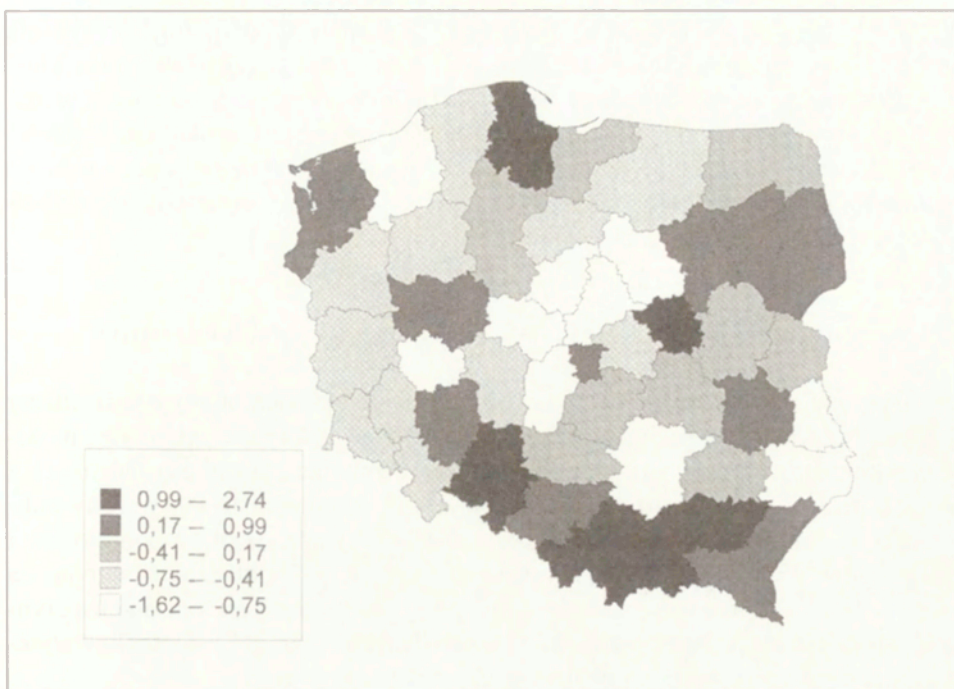 0,99 – 2,74
0,17 – 0,99
-0,41 – 0,17
-0,75 – -0,41
-1,62 – -0,75